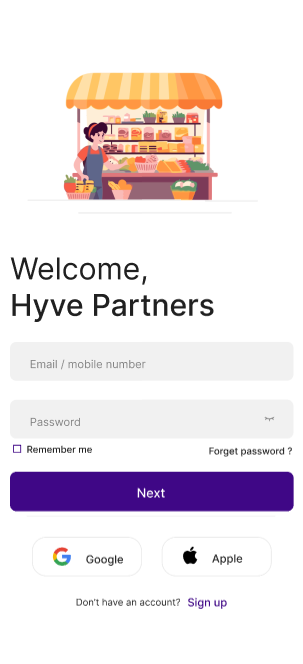 Welcome,
Hyve Partners
Email / mobile number
Password
Remember me
Forget password ?
Next
Google
Apple
Don't have an account? Sign up